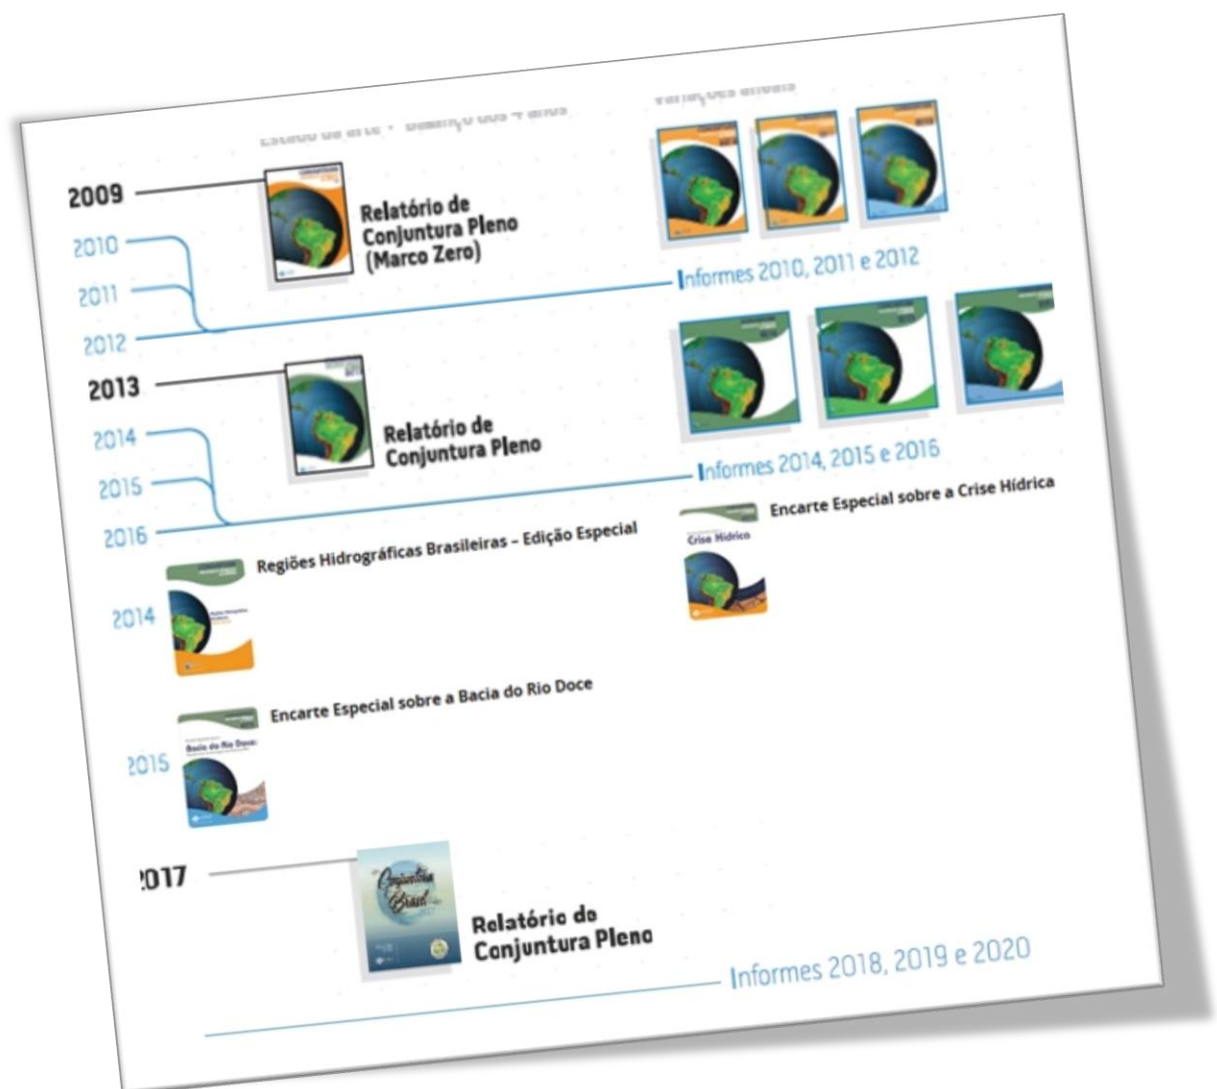 2009
Relatório de
Conjuntura Pleno
(Marco Zero)
2010
2011
2012
Informes 2010, 2011 e 2012
2013
Relatório de
Conjuntura Pleno
2014
2015
2016
Informes 2014, 2015 e 2016
2014
Regiões Hidrográficas Brasileiras – Edição Especial
Encarte Especial sobre a Crise Hídrica
Crise Hídrica
2015
Encarte Especial sobre a Bacia do Rio Doce
Bacia do Rio Doce:
2017
Conjuntura
Brasil
Relatório de
Conjuntura Pleno
Informes 2018, 2019 e 2020